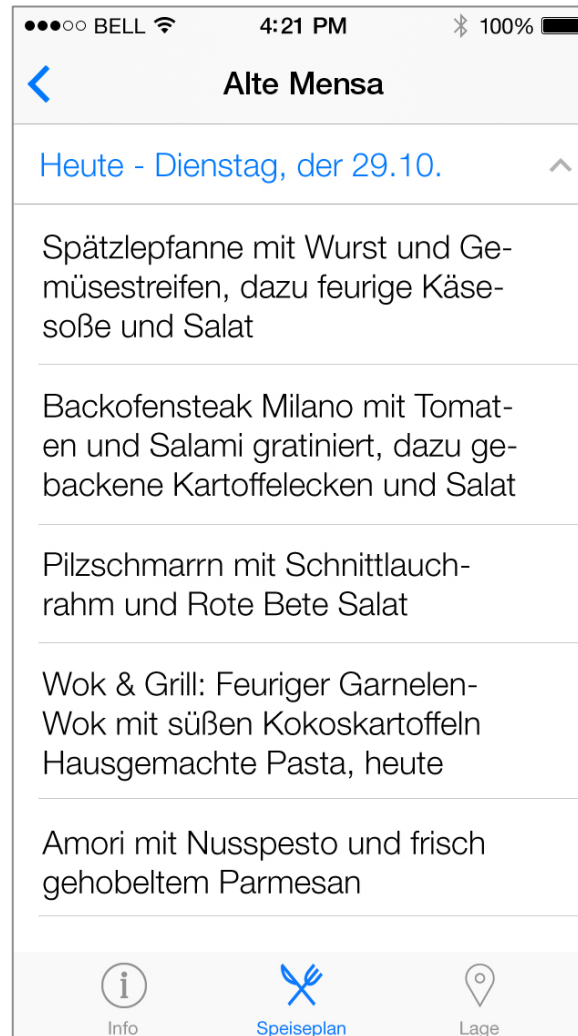 BELL 4:21 PM 100%
Alte Mensa
Heute - Dienstag, der 29.10.
Spätzlepfanne mit Wurst und Ge-
müsestreifen, dazu feurige Käse-
soße und Salat
Backofensteak Milano mit Tomat-
en und Salami gratiniert, dazu ge-
backene Kartoffelecken und Salat
Pilzschmarrn mit Schnittlauch-
rahm und Rote Bete Salat
Wok & Grill: Feuriger Garnelen-
Wok mit süßen Kokoskartoffeln
Hausgemachte Pasta, heute
Amori mit Nusspesto und frisch
gehobeltem Parmesan
Info Speiseplan Lage